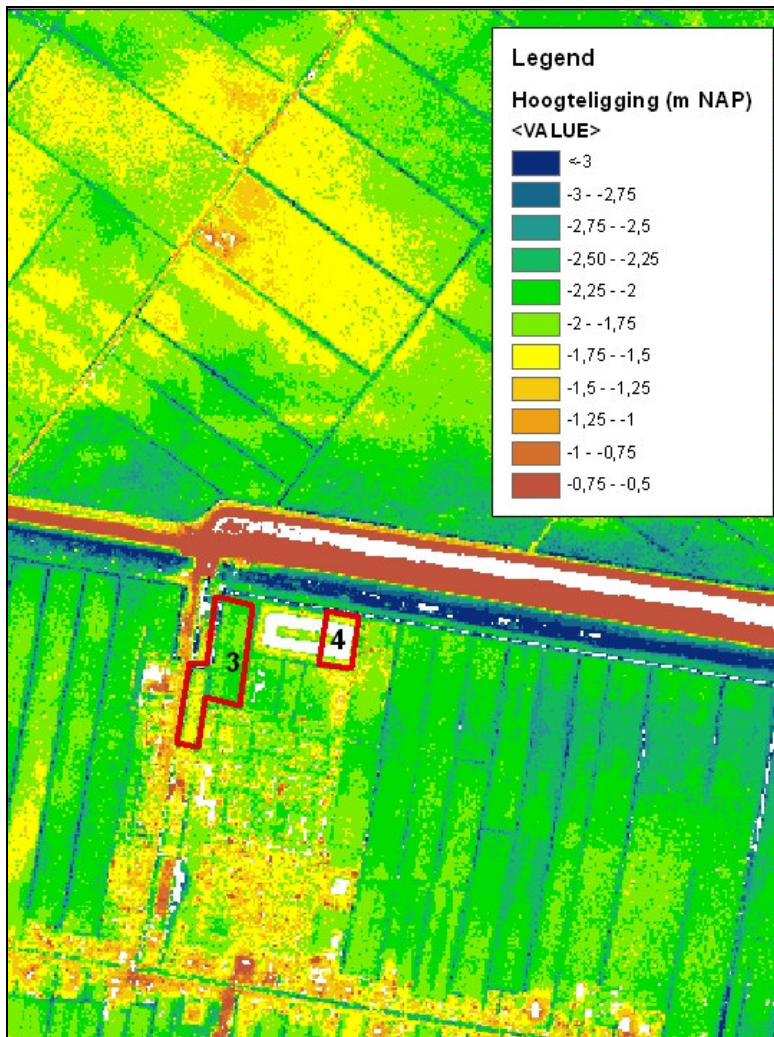 Legend
Hoogteligging (m NAP)
<VALUE>
<-3
-3 - -2,75
-2,75 - -2,5
-2,50 - -2,25
-2,25 - -2
-2 - -1,75
-1,75 - -1,5
-1,5 - -1,25
-1,25 - -1
-1 - -0,75
-0,75 - -0,5
3
4